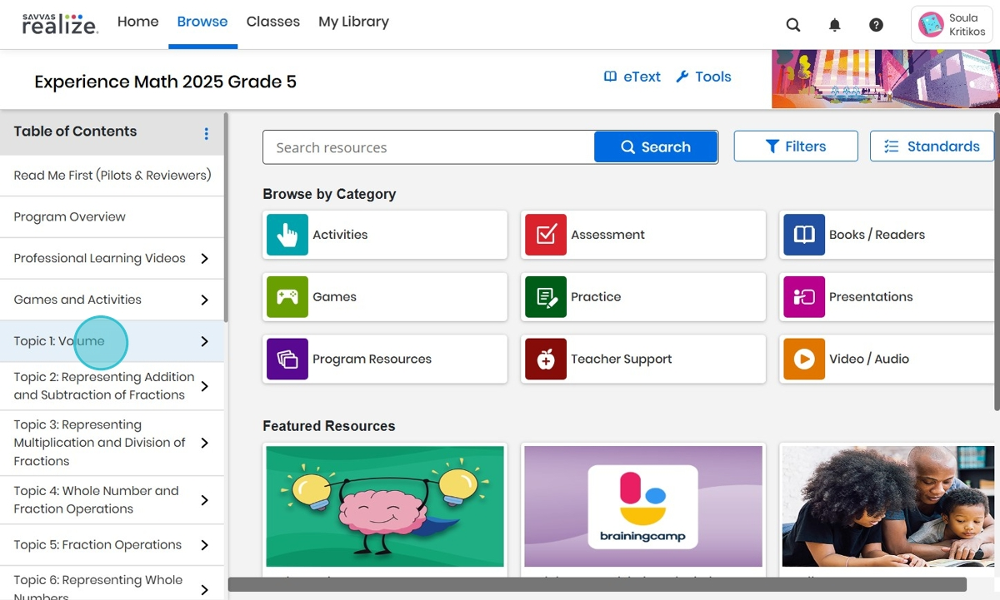 SAVVAS
realize.
Home
Browse
Classes
My Library
Soula
Kritikos
Experience Math 2025 Grade 5
eText
Tools
Table of Contents
Read Me First (Pilots & Reviewers)
Program Overview
Professional Learning Videos
Games and Activities
Topic 1: Volume
Topic 2: Representing Addition
and Subtraction of Fractions
Topic 3: Representing
Multiplication and Division of
Fractions
Topic 4: Whole Number and
Fraction Operations
Topic 5: Fraction Operations
Topic 6: Representing Whole
Numbers
Search resources
Search
Filters
Standards
Browse by Category
Activities
Assessment
Books / Readers
Games
Practice
Presentations
Program Resources
Teacher Support
Video / Audio
Featured Resources
brainingcamp